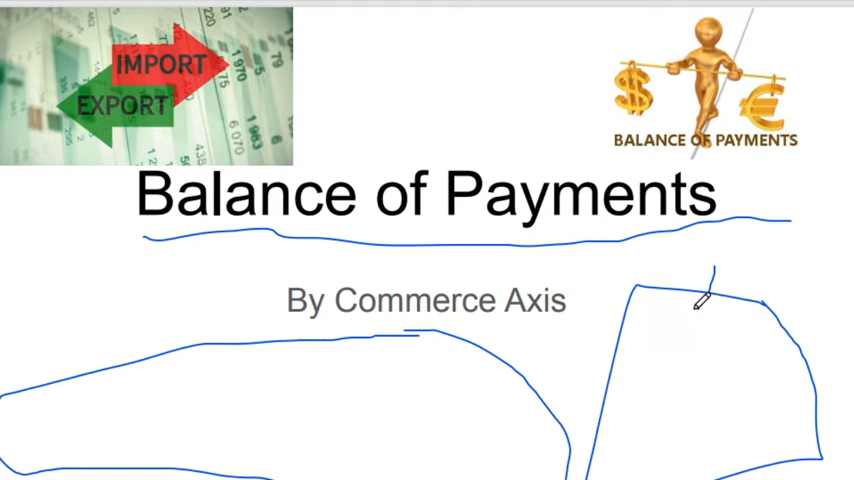 IMPORT
EXPORT
BALANCE OF PAYMENTS
Balance of Payments
By Commerce Axis